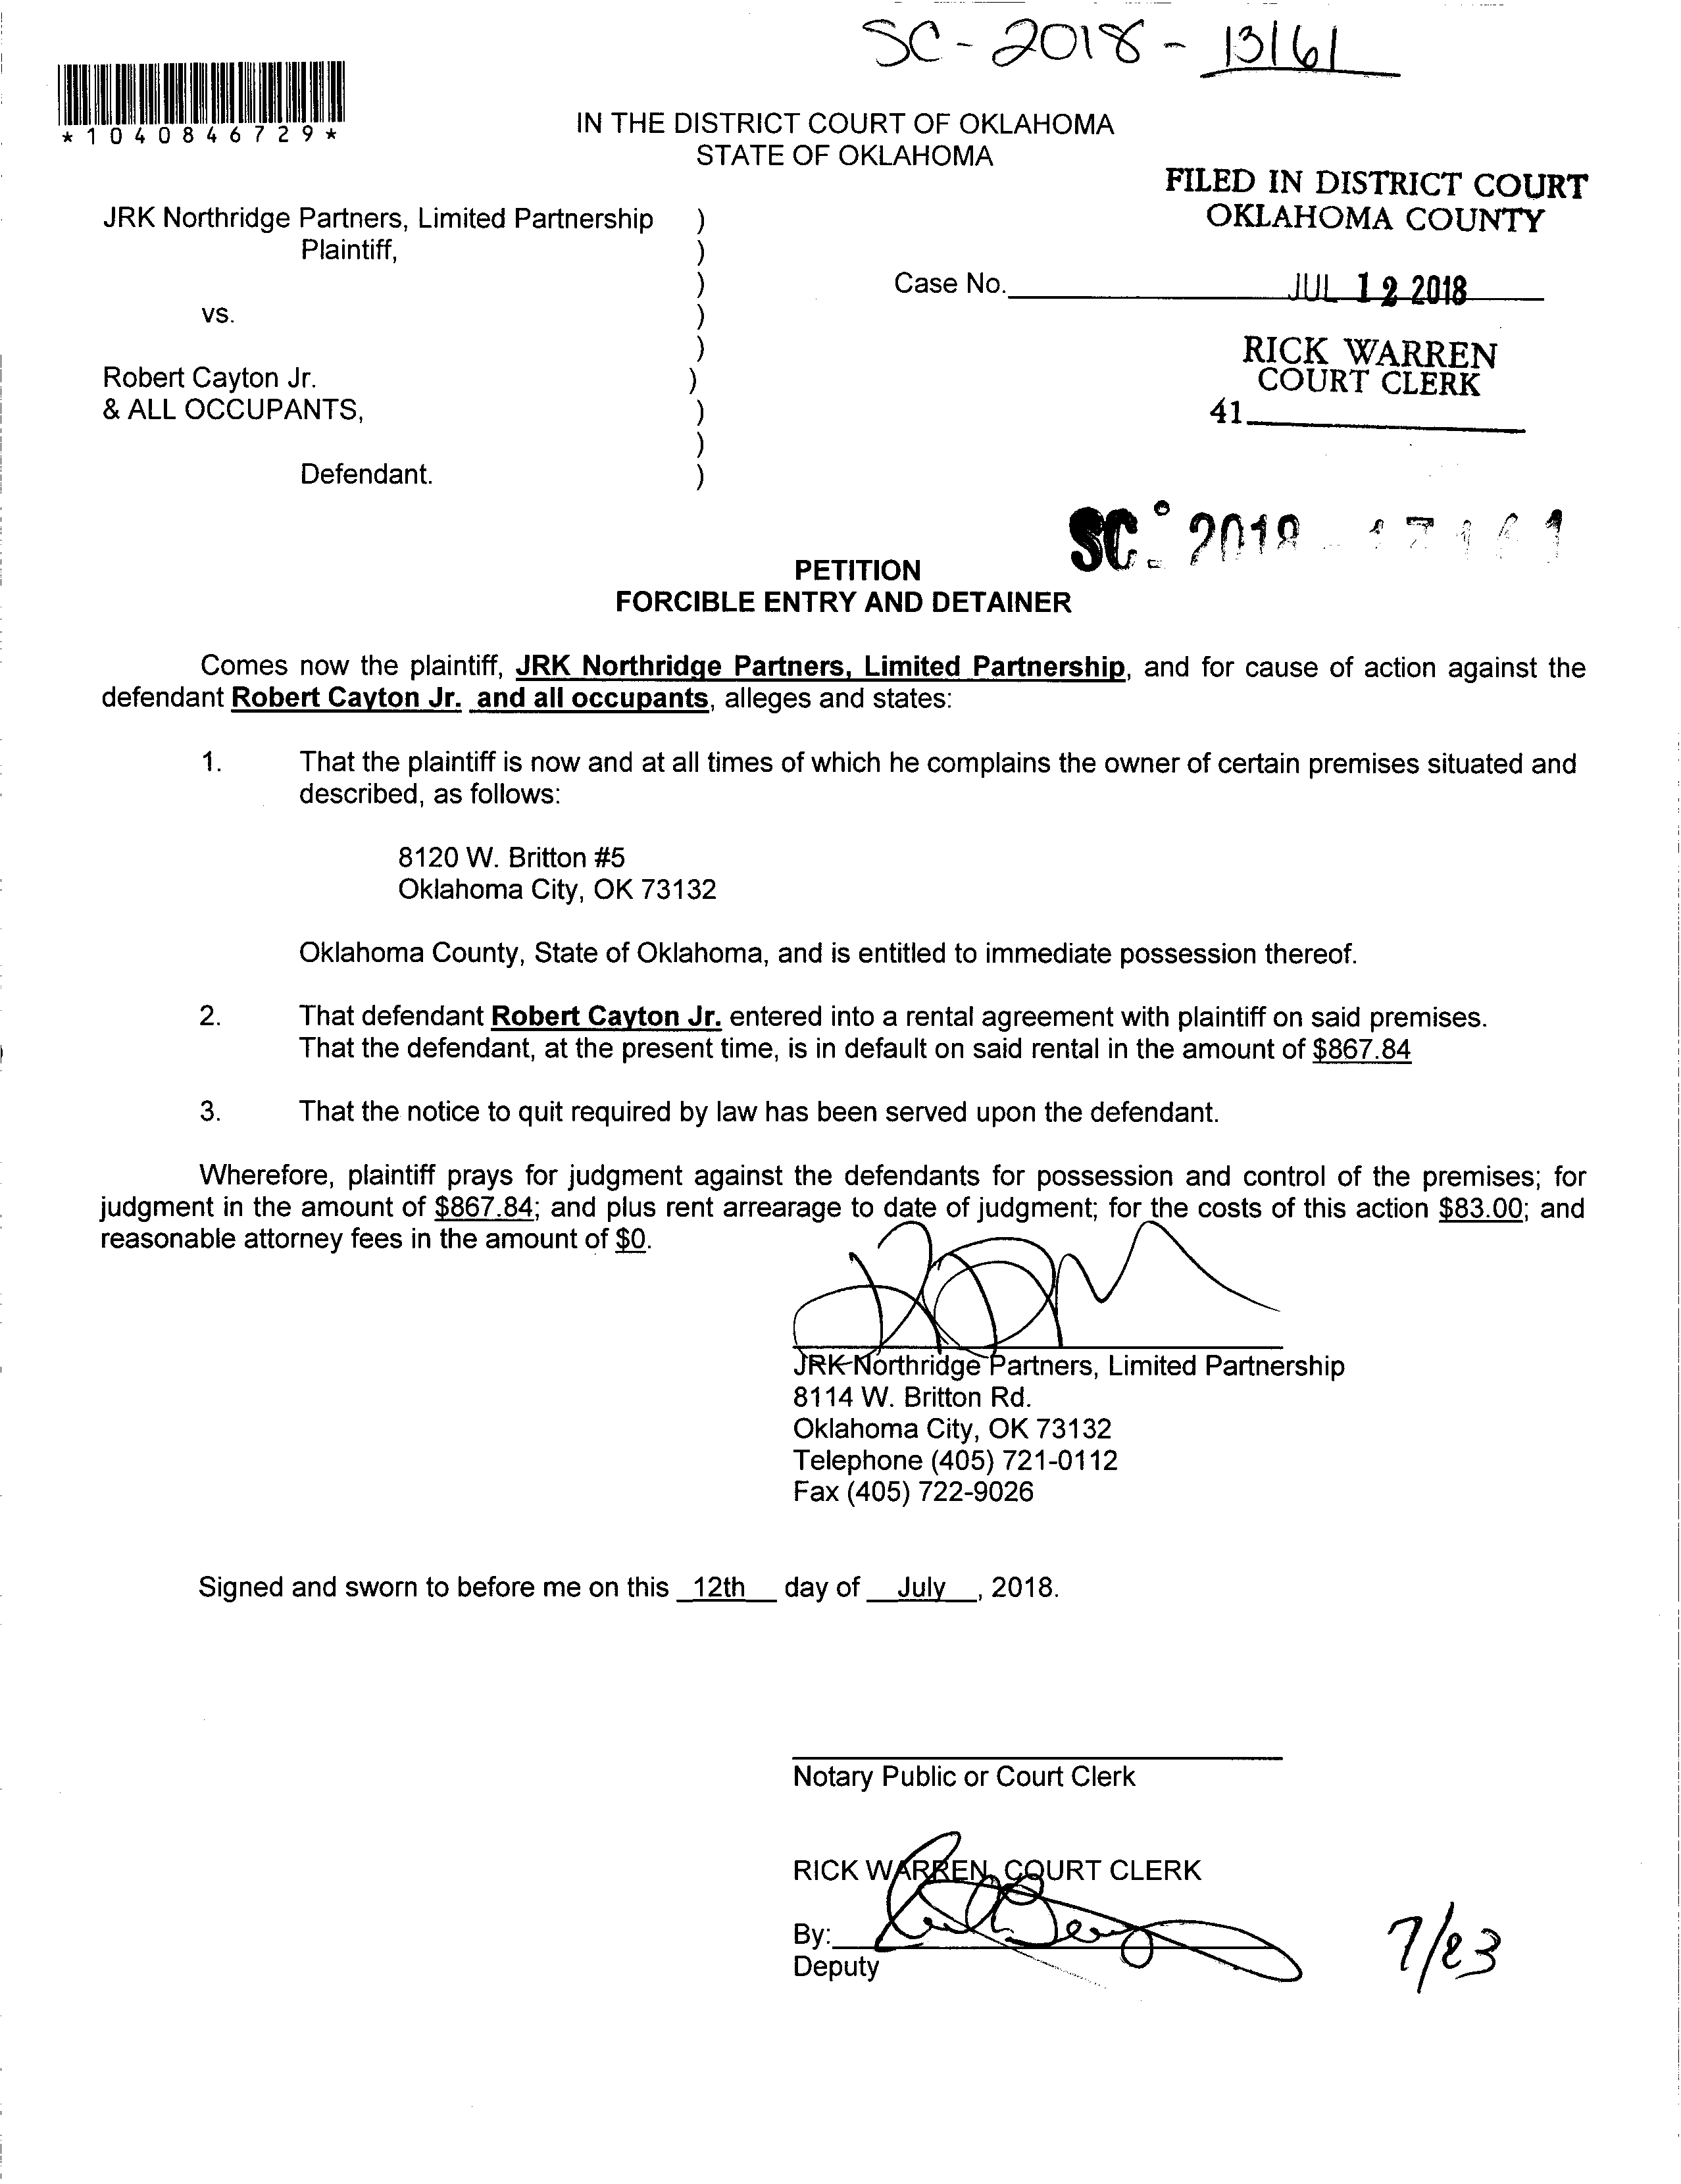 SC-2018-13161
*1040846729*
IN THE DISTRICT COURT OF OKLAHOMA
STATE OF OKLAHOMA
FILED IN DISTRICT COURT
OKLAHOMA COUNTY
JRK Northridge Partners, Limited Partnership )
Plaintiff, )
)
Case No. JUL 12 2018
vs. )
)
RICK WARREN
COURT CLERK
41
Robert Cayton Jr. )
& ALL OCCUPANTS, )
)
Defendant. )
SC 2018
PETITION
FORCIBLE ENTRY AND DETAINER
Comes now the plaintiff, JRK Northridge Partners, Limited Partnership, and for cause of action against the
defendant Robert Cayton Jr. and all occupants, alleges and states:
1. That the plaintiff is now and at all times of which he complains the owner of certain premises situated and
described, as follows:
8120 W. Britton #5
Oklahoma City, OK 73132
Oklahoma County, State of Oklahoma, and is entitled to immediate possession thereof.
2. That defendant Robert Cayton Jr. entered into a rental agreement with plaintiff on said premises.
That the defendant, at the present time, is in default on said rental in the amount of $867.84
3. That the notice to quit required by law has been served upon the defendant.
Wherefore, plaintiff prays for judgment against the defendants for possession and control of the premises; for
judgment in the amount of $867.84; and plus rent arrearage to date of judgment; for the costs of this action $83.00; and
reasonable attorney fees in the amount of $0.
JRK Northridge Partners, Limited Partnership
8114 W. Britton Rd.
Oklahoma City, OK 73132
Telephone (405) 721-0112
Fax (405) 722-9026
Signed and sworn to before me on this 12th day of July, 2018.
Notary Public or Court Clerk
RICK WARREN, COURT CLERK
By:
Deputy
7/23